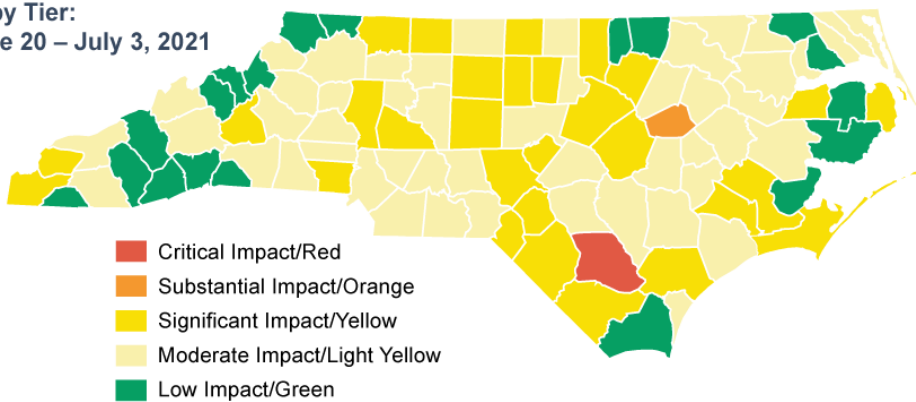 by Tier:
e 20 – July 3, 2021
Critical Impact/Red
Substantial Impact/Orange
Significant Impact/Yellow
Moderate Impact/Light Yellow
Low Impact/Green